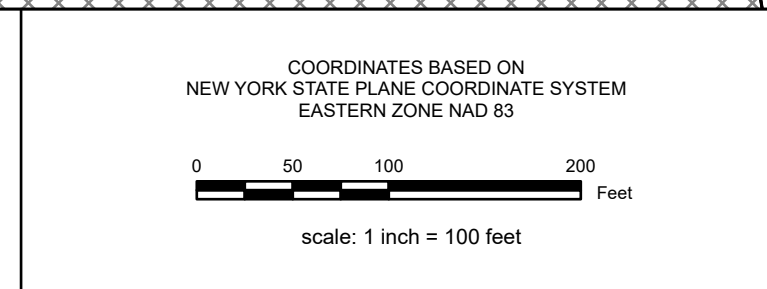 COORDINATES BASED ON
NEW YORK STATE PLANE COORDINATE SYSTEM
EASTERN ZONE NAD 83
0 50 100 200
Feet
scale: 1 inch = 100 feet